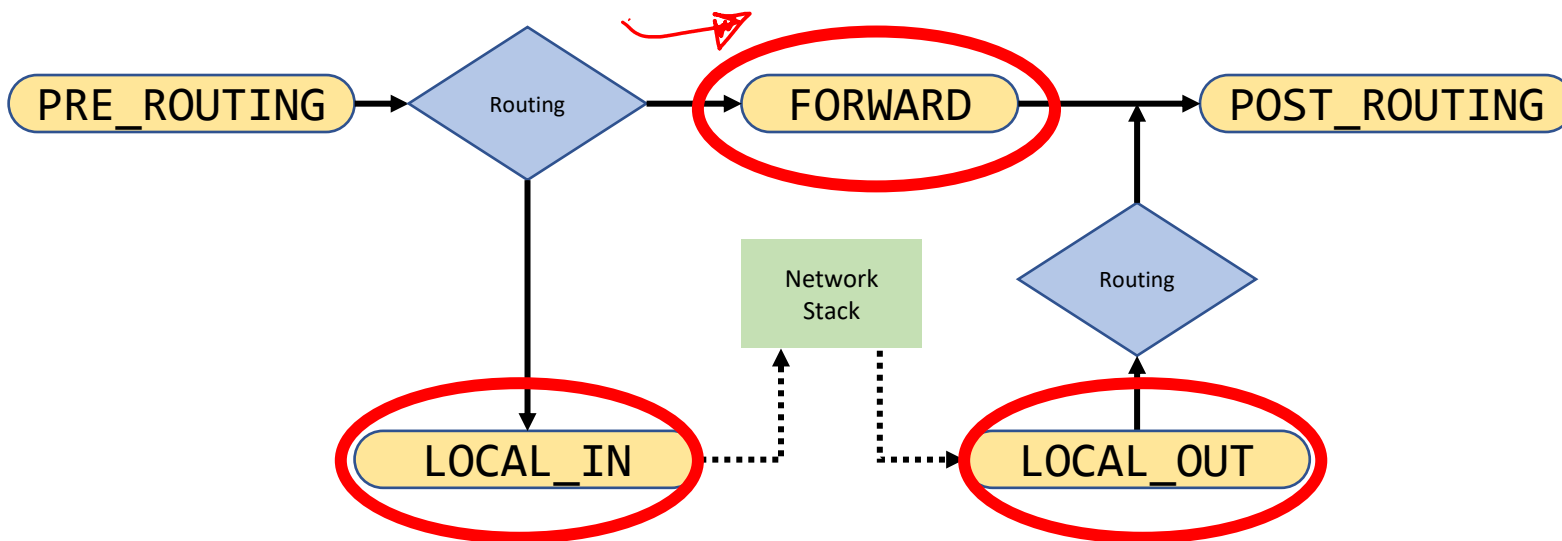 PRE_ROUTING
Routing
FORWARD
POST_ROUTING
Network
Stack
Routing
LOCAL_IN
LOCAL_OUT